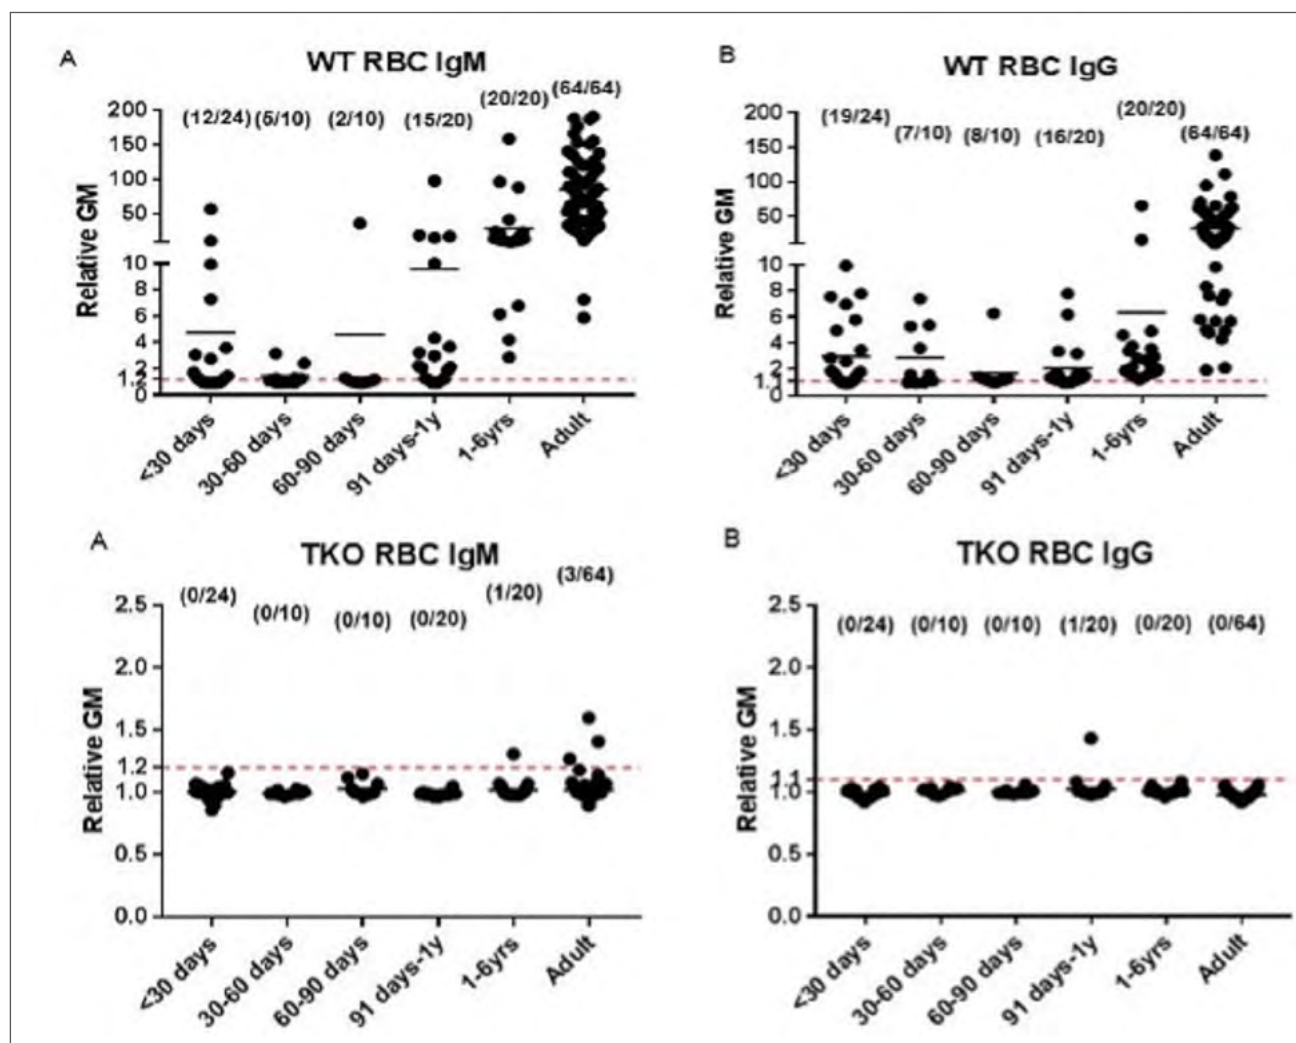 A
WT RBC IgM
(12/24) (5/10) (2/10) (15/20) (20/20) (64/64)
Relative GM
200
150
100
50
10
8
6
4
2
1.2
0
<30 days
30-60 days
60-90 days
91 days-1y
1-6yrs
Adult
B
WT RBC IgG
(19/24) (7/10) (8/10) (16/20) (20/20) (64/64)
Relative GM
200
150
100
50
10
8
6
4
2
0
<30 days
30-60 days
60-90 days
91 days-1y
1-6yrs
Adult
A
TKO RBC IgM
(0/24) (0/10) (0/10) (0/20) (1/20) (3/64)
Relative GM
2.5
2.0
1.5
1.2
1.0
0.5
0.0
<30 days
30-60 days
60-90 days
91 days-1y
1-6yrs
Adult
B
TKO RBC IgG
(0/24) (0/10) (0/10) (1/20) (0/20) (0/64)
Relative GM
2.5
2.0
1.5
1.1
1.0
0.5
0.0
<30 days
30-60 days
60-90 days
91 days-1y
1-6yrs
Adult